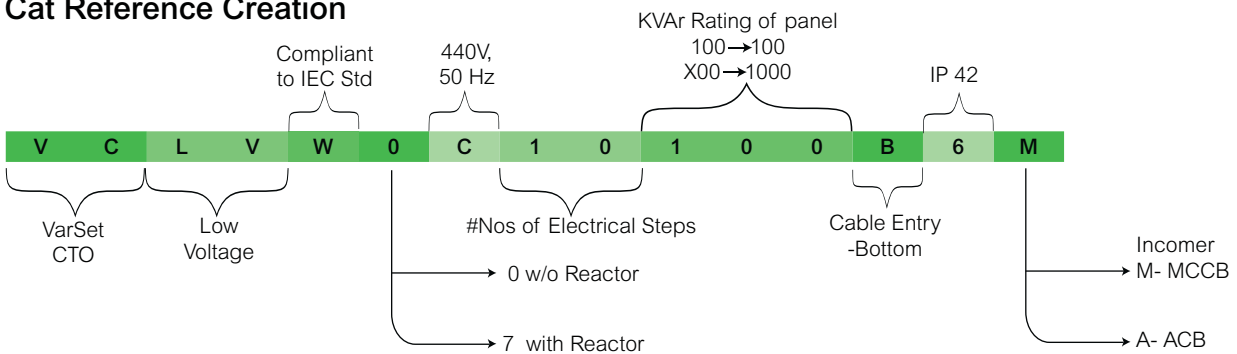 Cat Reference Creation
KVAr Rating of panel
100→100
X00→1000
Compliant
to IEC Std
440V,
50 Hz
IP 42
V C L V W 0 C 1 0 1 0 0 B 6 M
VarSet
CTO
Low
Voltage
#Nos of Electrical Steps
Cable Entry
-Bottom
0 w/o Reactor
7 with Reactor
Incomer
M- MCCB
A- ACB